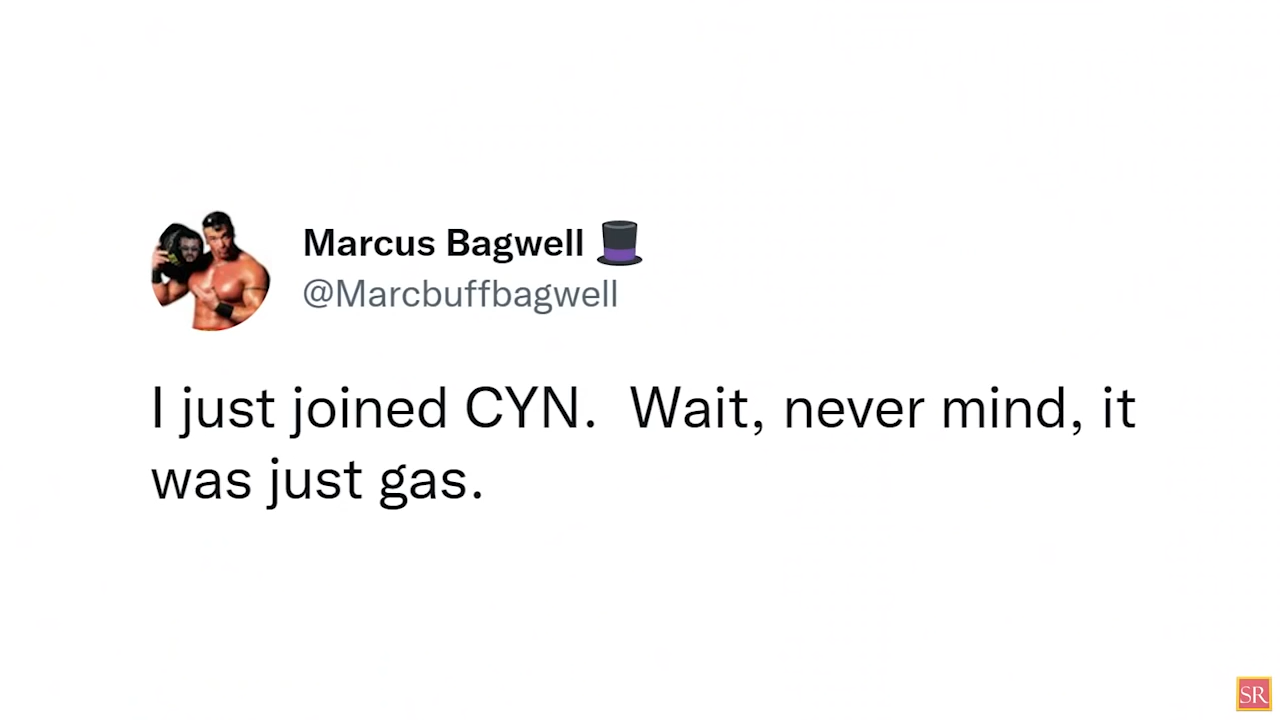 Marcus Bagwell 🎩
@Marcbuffbagwell
I just joined CYN.  Wait, never mind, it
was just gas.
SR